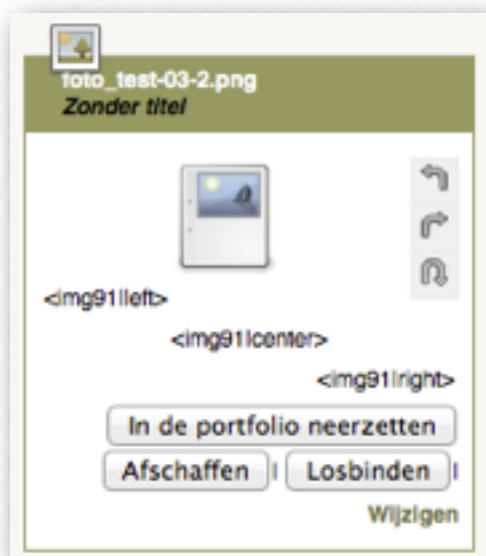 foto_test-03-2.png
Zonder titel
<img91|left>
<img91|center>
<img91|right>
In de portfolio neerzetten
Afschaffen | Losbinden |
Wijzigen